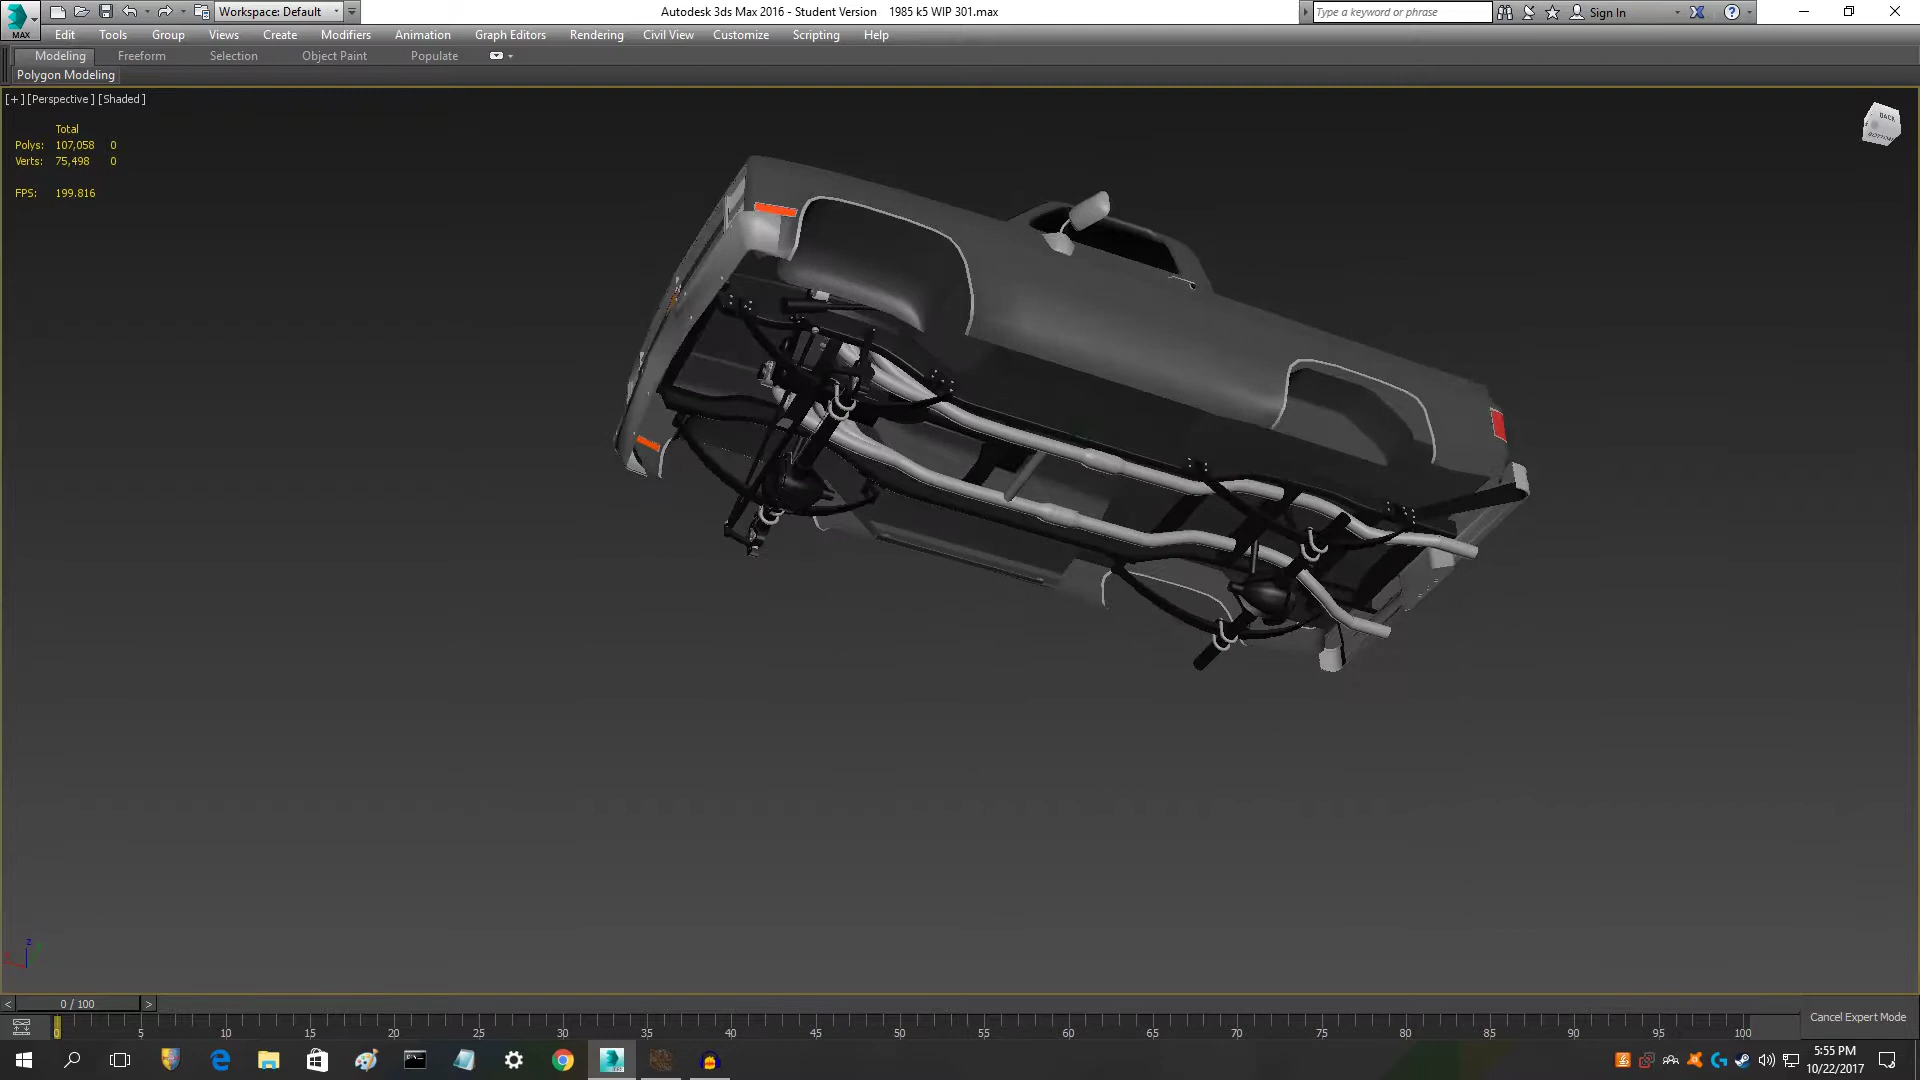 MAX
Workspace: Default
Autodesk 3ds Max 2016 - Student Version 1985 k5 WIP 301.max
Type a keyword or phrase
Sign In
Edit Tools Group Views Create Modifiers Animation Graph Editors Rendering Civil View Customize Scripting Help
Modeling Freeform Selection Object Paint Populate
Polygon Modeling
[+] [Perspective] [Shaded]
Total
Polys: 107,058 0
Verts: 75,498 0
FPS: 199.816
BACK
BOTTOM
z
< 0 / 100 >
0 5 10 15 20 25 30 35 40 45 50 55 60 65 70 75 80 85 90 95 100
Cancel Expert Mode
5:55 PM
10/22/2017